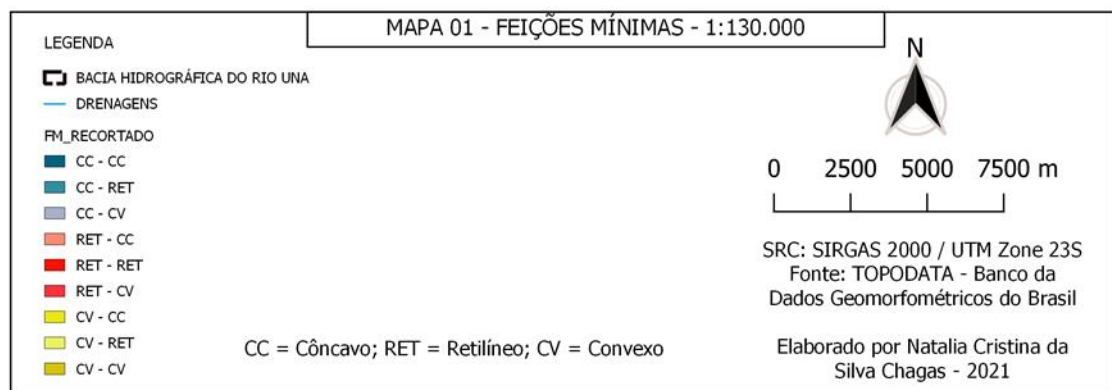 MAPA 01 - FEIÇÕES MÍNIMAS - 1:130.000
LEGENDA
BACIA HIDROGRÁFICA DO RIO UNA
DRENAGENS
FM_RECORTADO
CC - CC
CC - RET
CC - CV
RET - CC
RET - RET
RET - CV
CV - CC
CV - RET
CV - CV
CC = Côncavo; RET = Retilíneo; CV = Convexo
N
0 2500 5000 7500 m
SRC: SIRGAS 2000 / UTM Zone 23S
Fonte: TOPODATA - Banco da
Dados Geomorfométricos do Brasil
Elaborado por Natalia Cristina da
Silva Chagas - 2021